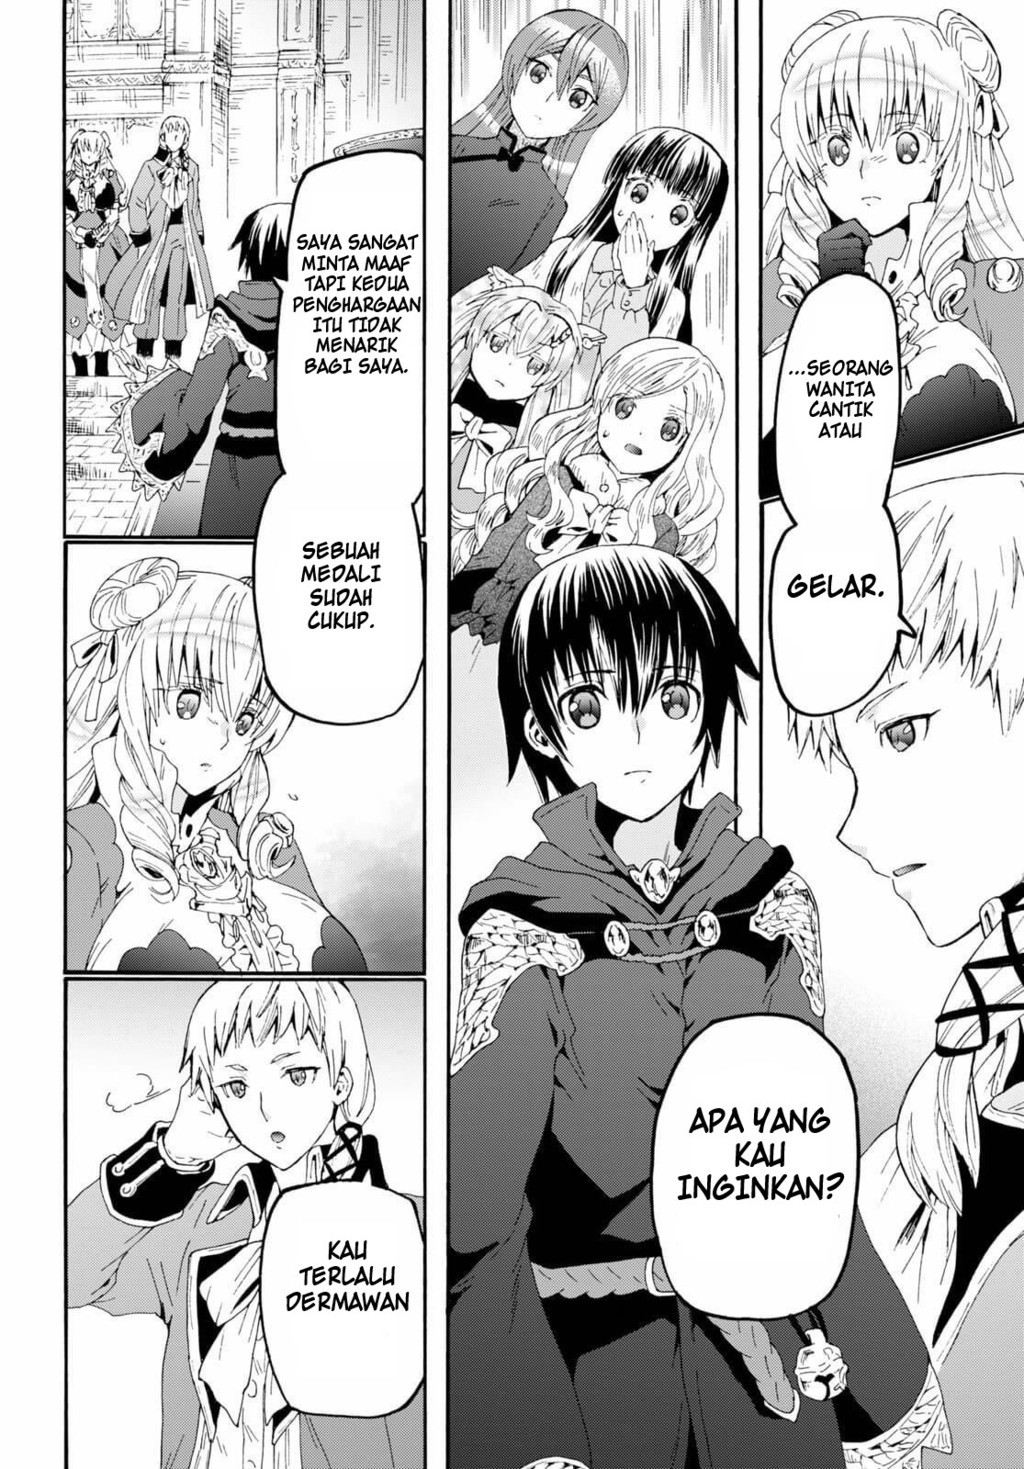 ...SEORANG
WANITA
CANTIK
ATAU
GELAR.
APA YANG
KAU
INGINKAN?
SAYA SANGAT
MINTA MAAF
TAPI KEDUA
PENGHARGAAN
ITU TIDAK
MENARIK
BAGI SAYA.
SEBUAH
MEDALI
SUDAH
CUKUP.
KAU
TERLALU
DERMAWAN